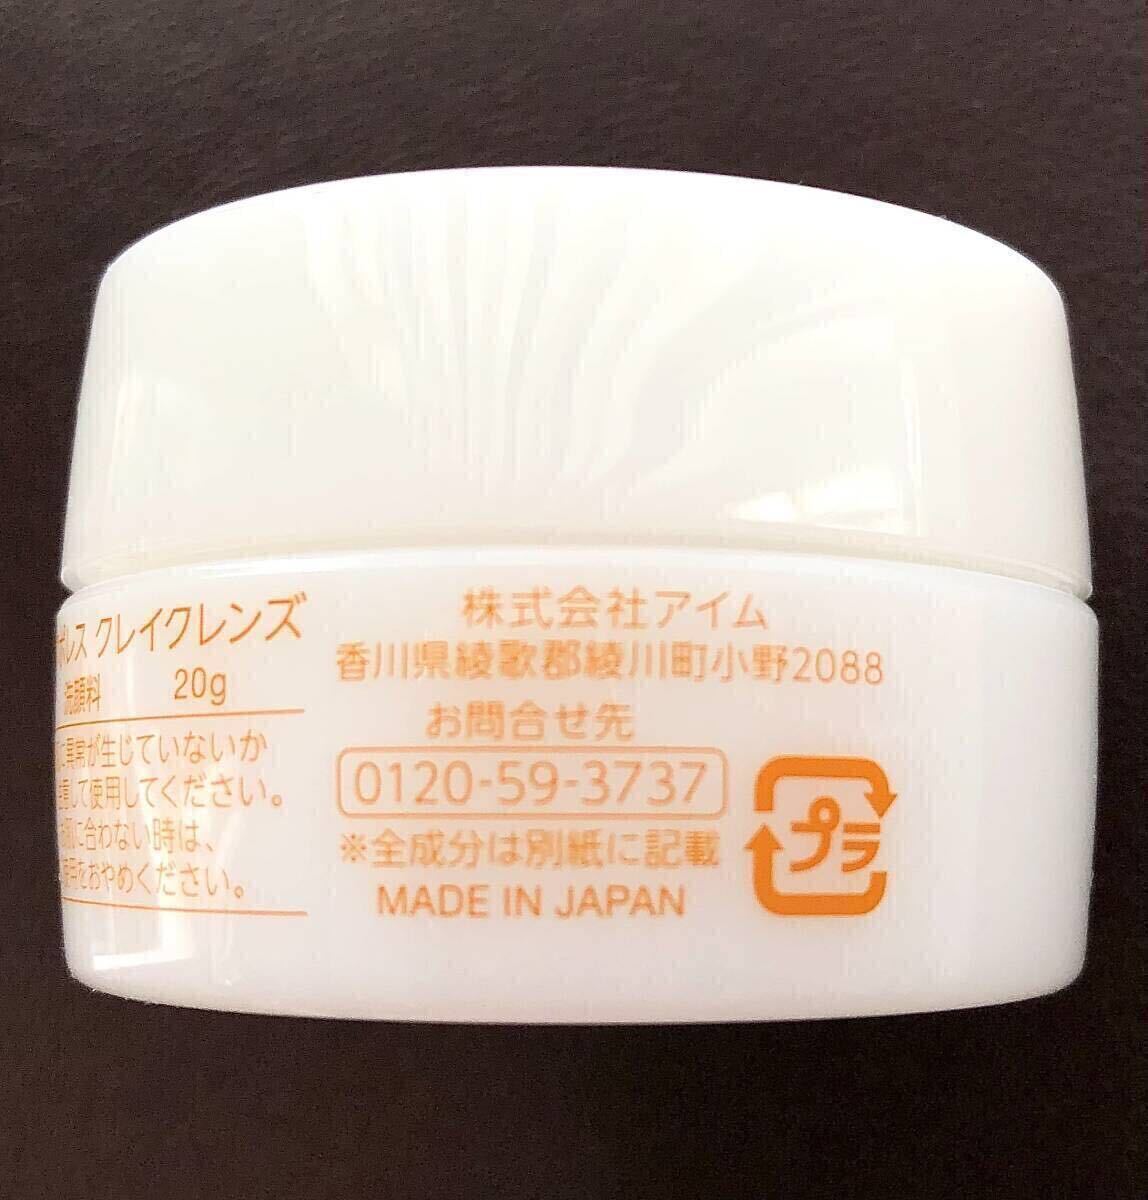 レス クレイクレンズ
洗顔料 20g
異常が生じていないか
して使用してください。
に合わない時は、
使用をおやめください。
株式会社アイム
香川県綾歌郡綾川町小野2088
お問合せ先
0120-59-3737
※全成分は別紙に記載
MADE IN JAPAN
プラ